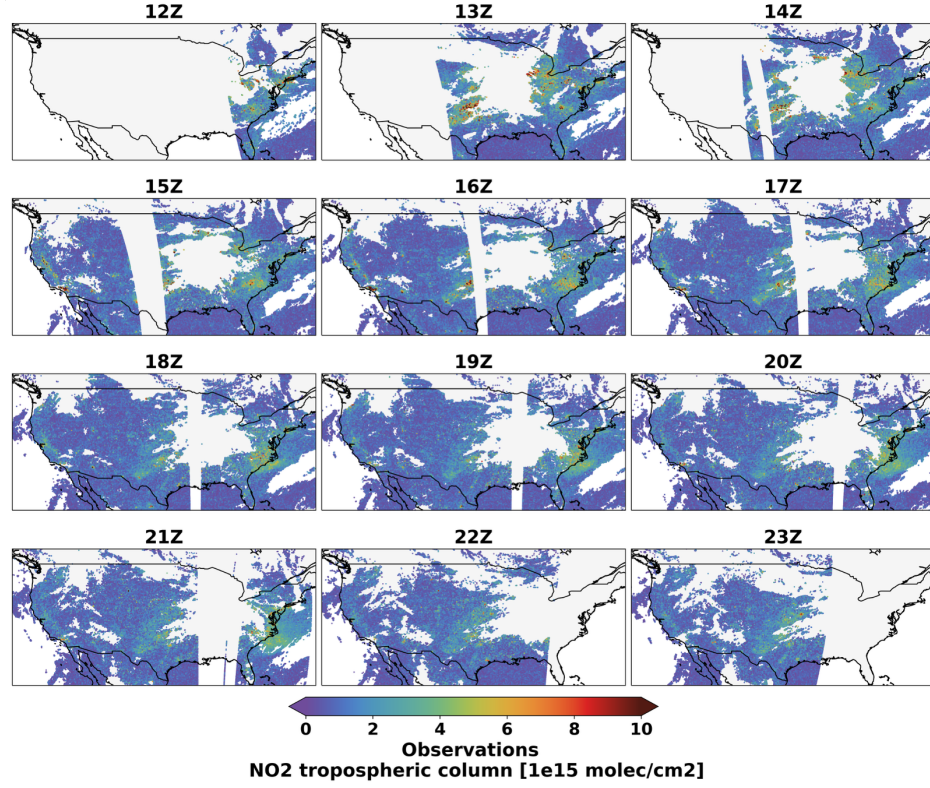 12Z 13Z 14Z
15Z 16Z 17Z
18Z 19Z 20Z
21Z 22Z 23Z
0 2 4 6 8 10
Observations
NO2 tropospheric column [1e15 molec/cm2]